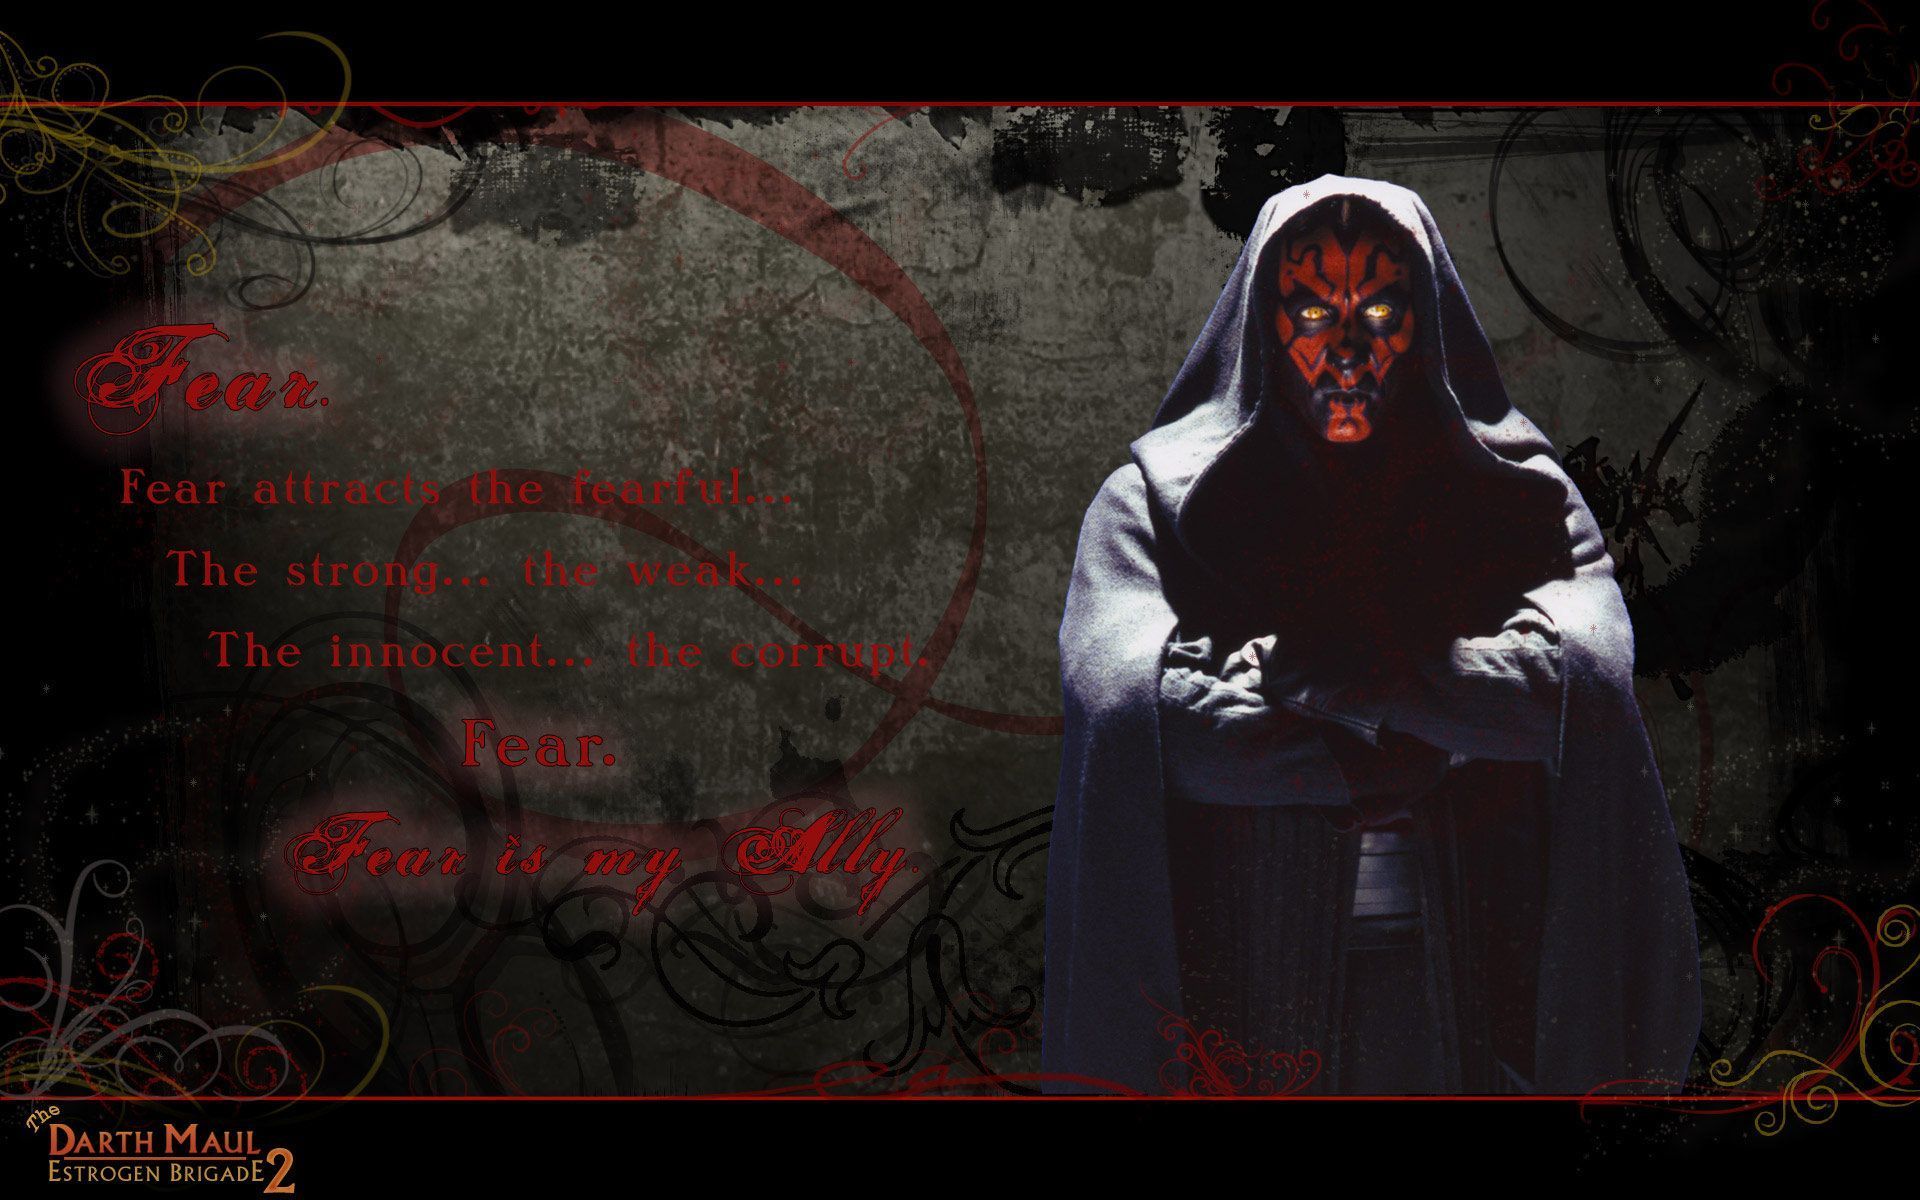 Fear.
Fear attracts the fearful...
The strong... the weak...
The innocent... the corrupt.
Fear.
Fear is my Ally.
The
DARTH MAUL
ESTROGEN BRIGADE 2